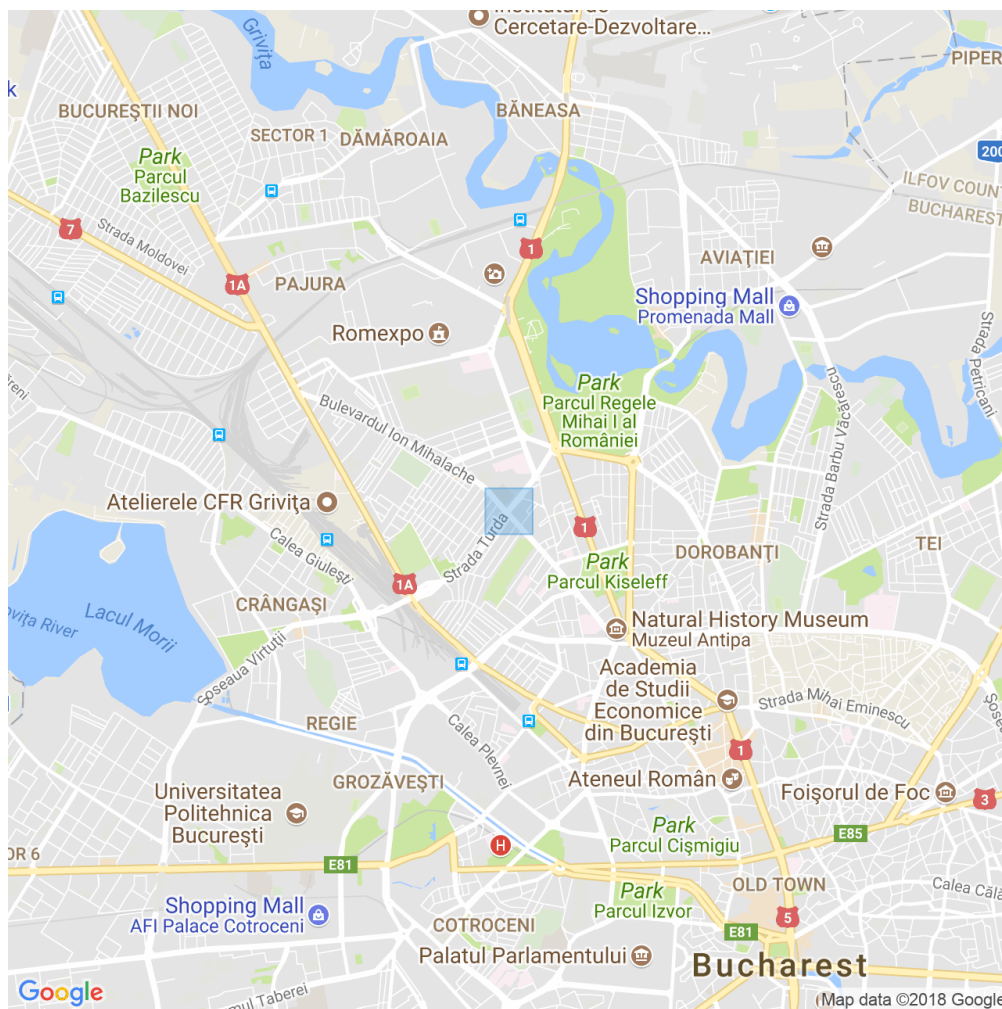 Institutul de
Cercetare-Dezvoltare...
Grivița
PIPER
k
BUCUREȘTII NOI
BĂNEASA
SECTOR 1
DĂMĂROAIA
200
Park
Parcul
Bazilescu
ILFOV COUN
BUCHAREST
7
Strada Moldovei
1
AVIAȚIEI
1A
PAJURA
Shopping Mall
Promenada Mall
Romexpo
Strada Petricani
Park
Parcul Regele
Mihai I al
României
Bulevardul Ion Mihalache
Strada Barbu Văcărescu
ăreni
Atelierele CFR Grivița
Strada Turda
1
Calea Giulești
DOROBANȚI
TEI
Park
Parcul Kiseleff
1A
CRÂNGAȘI
Lacul Morii
ovița River
Natural History Museum
Muzeul Antipa
Șoseaua Virtuții
Academia
de Studii
Economice
din București
Strada Mihai Eminescu
Șos
REGIE
Calea Plevnei
1
GROZĂVEȘTI
Ateneul Român
Foișorul de Foc
3
Universitatea
Politehnica
București
Park
Parcul Cișmigiu
E85
H
OR 6
E81
OLD TOWN
Calea Călă
Park
Parcul Izvor
Shopping Mall
AFI Palace Cotroceni
5
COTROCENI
E81
Palatul Parlamentului
Bucharest
Google
Taberei
Map data ©2018 Google